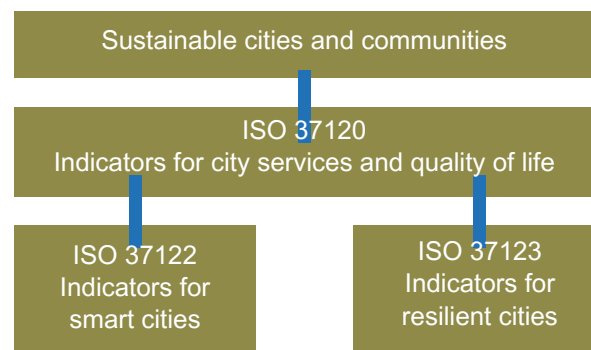 Sustainable cities and communities
ISO 37120
Indicators for city services and quality of life
ISO 37122
Indicators for
smart cities
ISO 37123
Indicators for
resilient cities